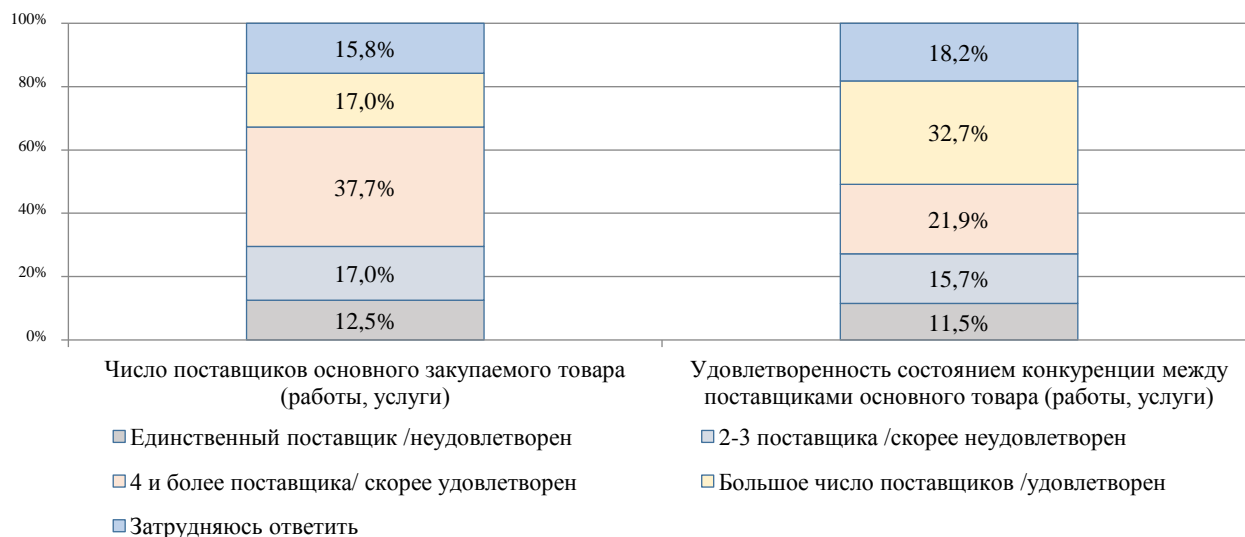 100%
80%
60%
40%
20%
0%
15,8%
17,0%
37,7%
17,0%
12,5%
18,2%
32,7%
21,9%
15,7%
11,5%
Число поставщиков основного закупаемого товара
(работы, услуги)
Удовлетворенность состоянием конкуренции между
поставщиками основного товара (работы, услуги)
Единственный поставщик /неудовлетворен
2-3 поставщика /скорее неудовлетворен
4 и более поставщика/ скорее удовлетворен
Большое число поставщиков /удовлетворен
Затрудняюсь ответить